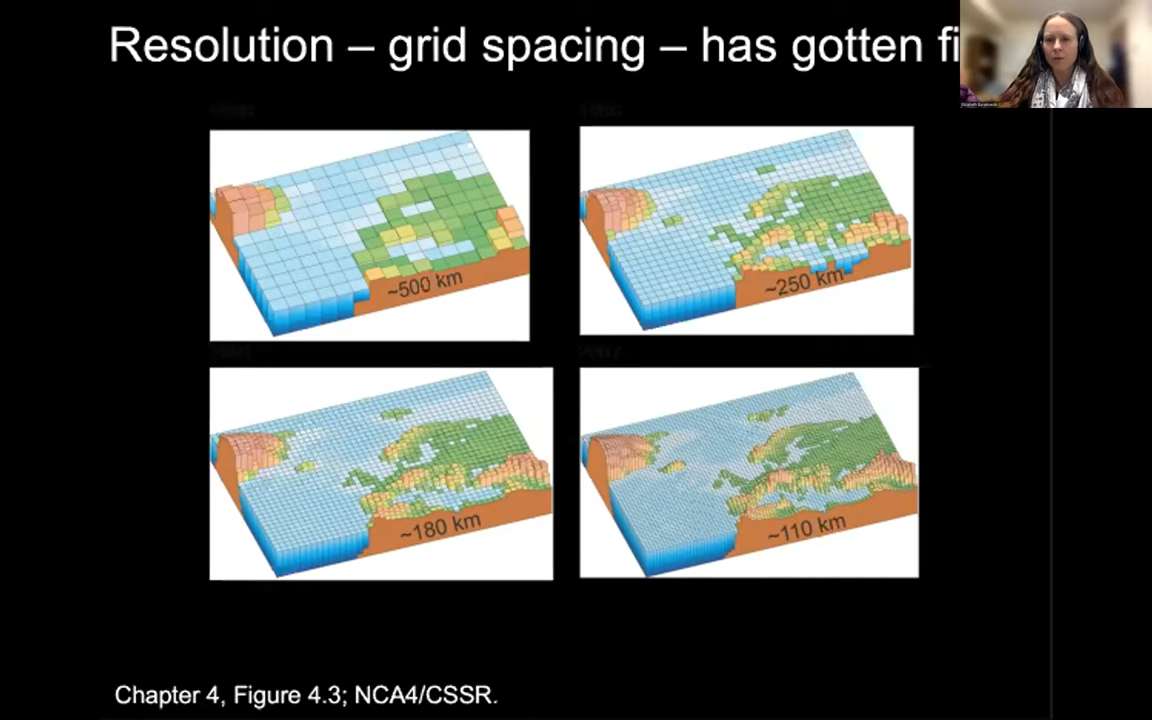 Resolution – grid spacing – has gotten fi
~500 km
~250 km
~180 km
~110 km
Chapter 4, Figure 4.3; NCA4/CSSR.